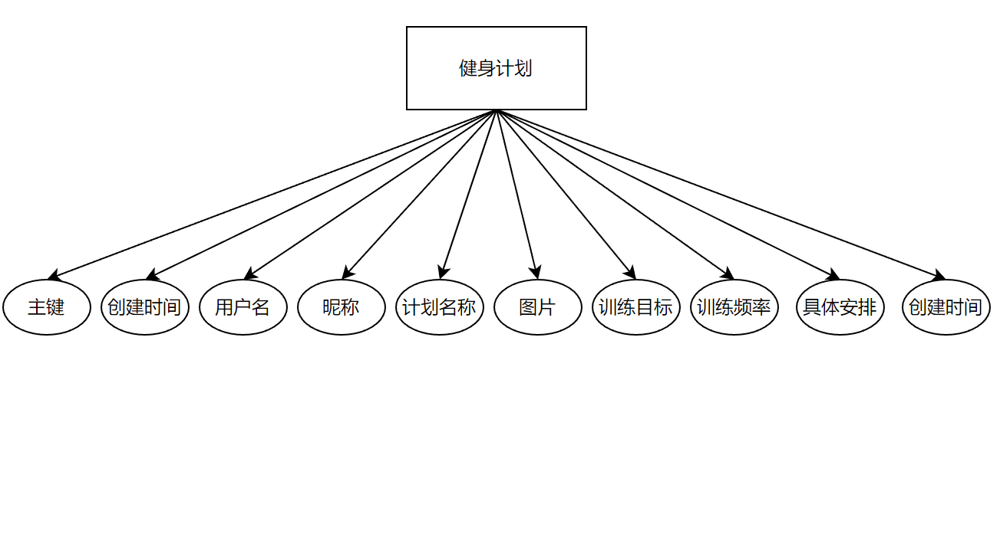 健身计划
主键
创建时间
用户名
昵称
计划名称
图片
训练目标
训练频率
具体安排
创建时间